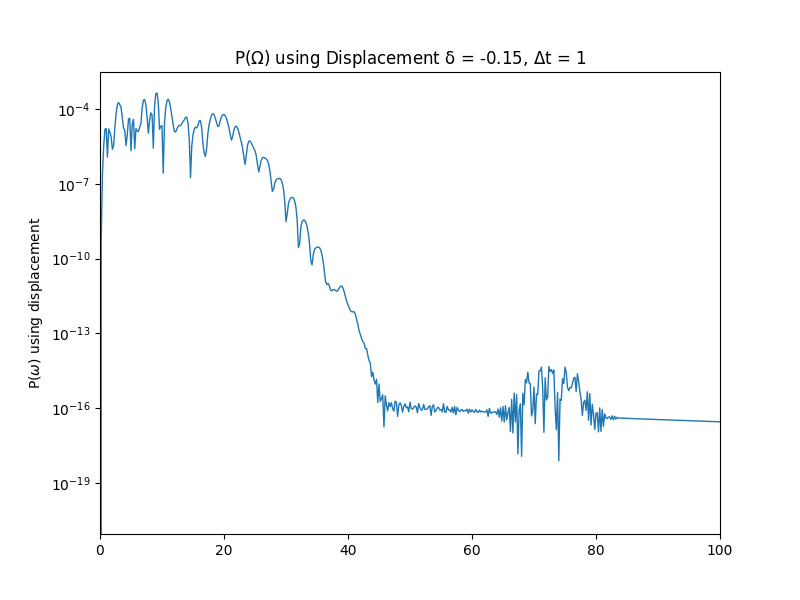 P(Ω) using Displacement δ = -0.15, Δt = 1
P(ω) using displacement
10⁻⁴
10⁻⁷
10⁻¹⁰
10⁻¹³
10⁻¹⁶
10⁻¹⁹
0 20 40 60 80 100